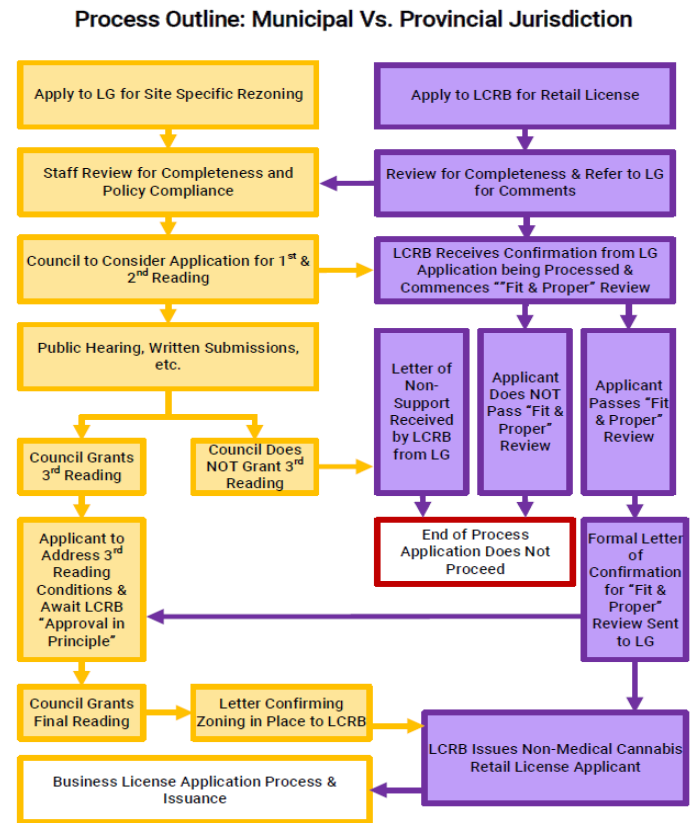 Process Outline: Municipal Vs. Provincial Jurisdiction
Apply to LG for Site Specific Rezoning
Apply to LCRB for Retail License
Staff Review for Completeness and
Policy Compliance
Review for Completeness & Refer to LG
for Comments
Council to Consider Application for 1st &
2nd Reading
LCRB Receives Confirmation from LG
Application being Processed &
Commences ““Fit & Proper” Review
Public Hearing, Written Submissions,
etc.
Letter of
Non-
Support
Received
by LCRB
from LG
Applicant
Does NOT
Pass “Fit &
Proper”
Review
Applicant
Passes “Fit
& Proper”
Review
Council Grants
3rd Reading
Council Does
NOT Grant 3rd
Reading
Applicant to
Address 3rd
Reading
Conditions &
Await LCRB
“Approval in
Principle”
End of Process
Application Does Not
Proceed
Formal Letter
of
Confirmation
for “Fit &
Proper”
Review Sent
to LG
Council Grants
Final Reading
Letter Confirming
Zoning in Place to LCRB
LCRB Issues Non-Medical Cannabis
Retail License Applicant
Business License Application Process &
Issuance